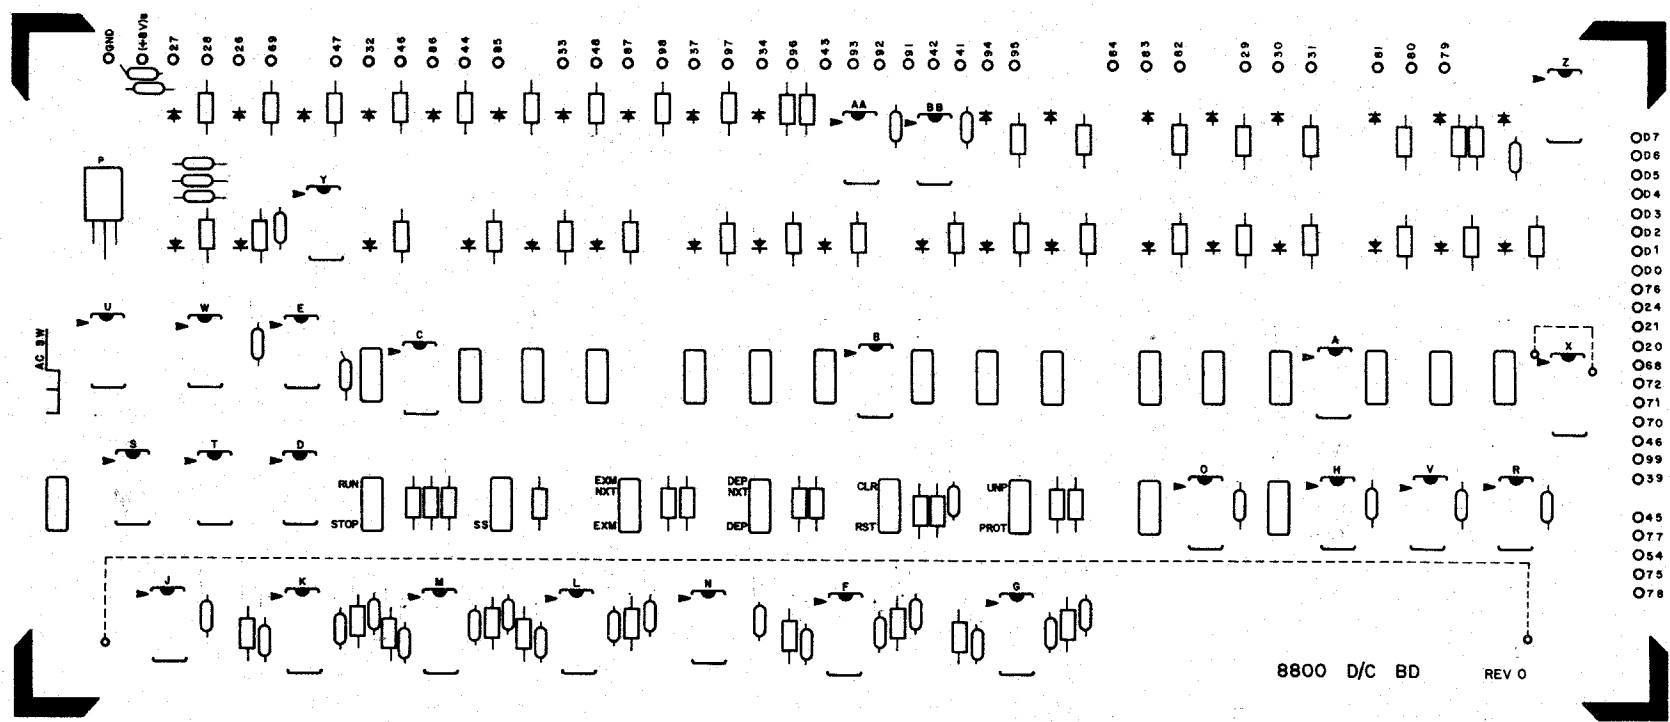 GND (+8V)s 27 28 26 69 47 32 46 86 44 85 33 48 87 98 37 97 34 96 43 93 92 91 42 41 94 95 84 83 82 29 30 31 81 80 79
Z
AA BB
D7
D6
P
D5
Y
D4
D3
D2
D1
D0
76
24
U W E
21
AC SW
C B A X
20
68
72
71
70
S T D
46
99
O H V R
39
RUN
STOP
SS
EXM
NXT
EXM
DEP
NXT
DEP
CLR
RST
UNP
PROT
45
77
54
75
78
J K M L N F G
8800 D/C BD REV 0